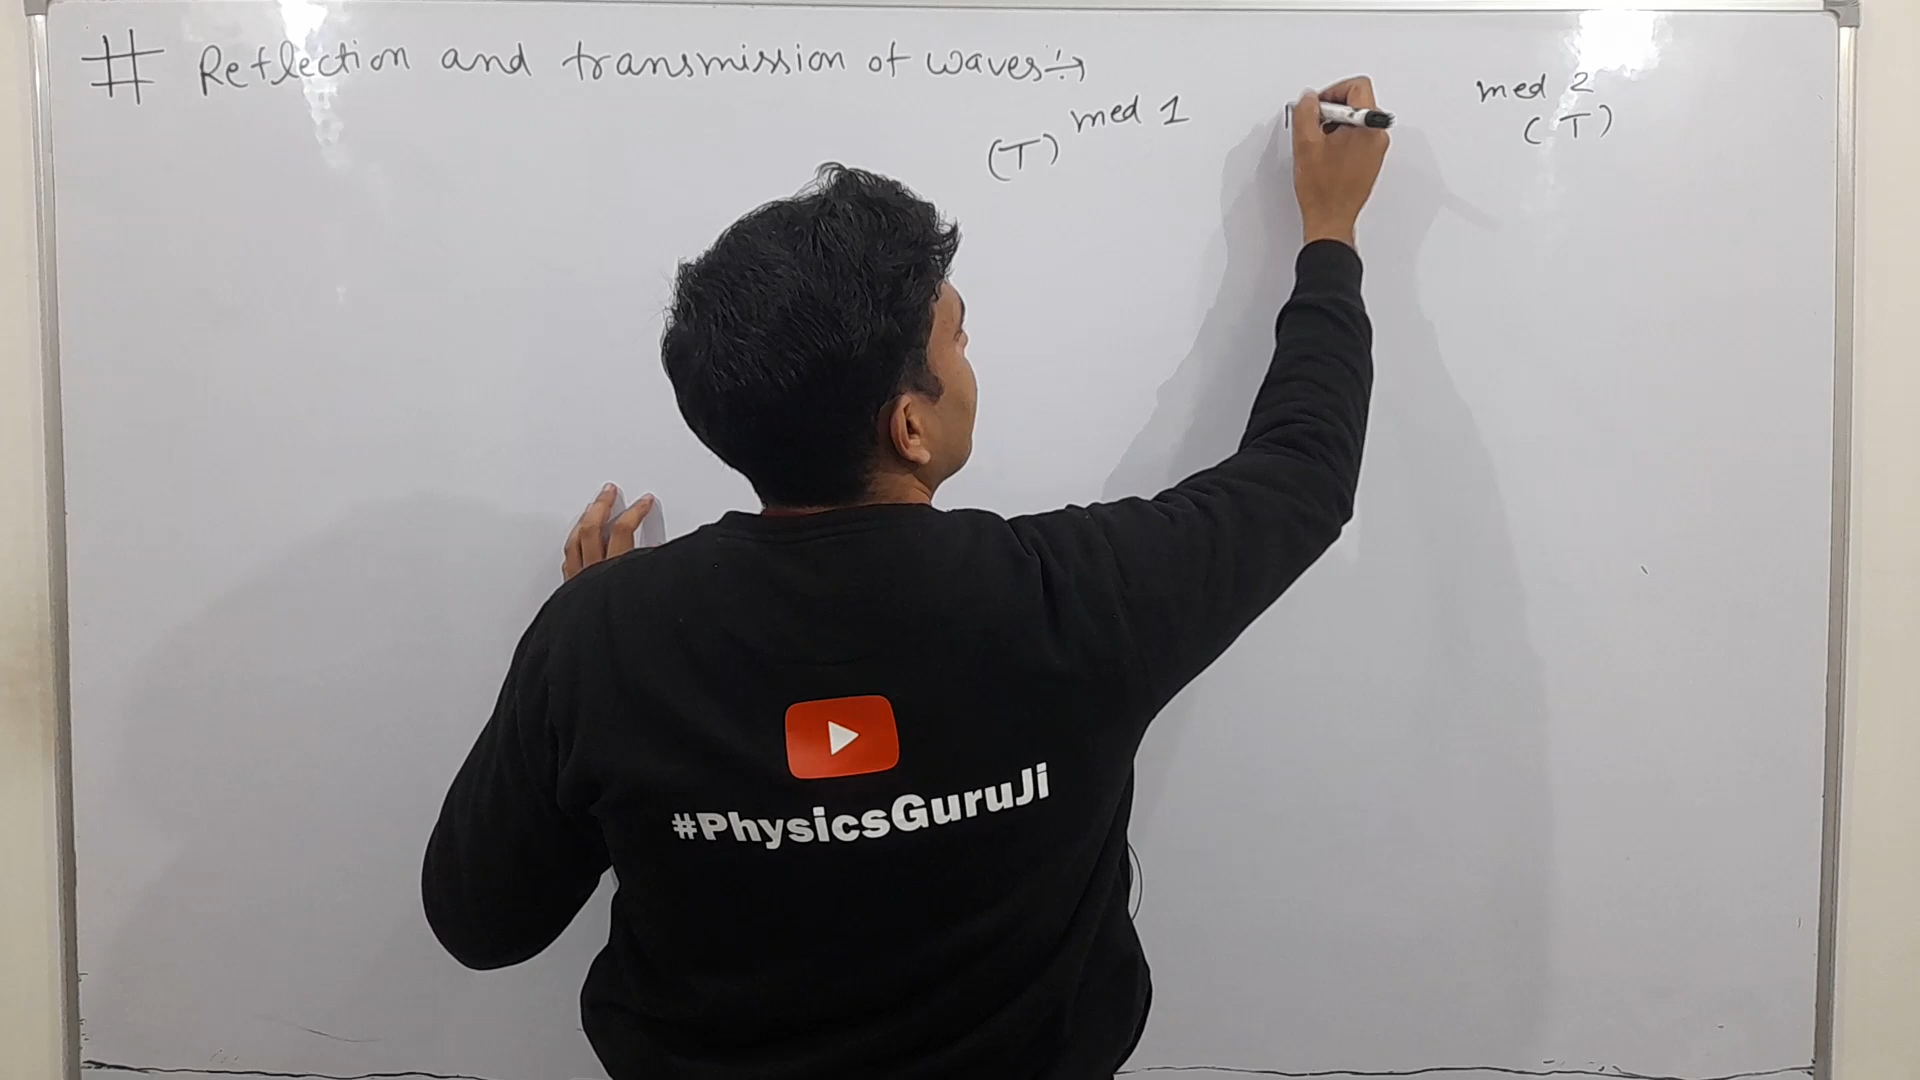 # Reflection and transmission of waves :→
med 1
med 2
(T)
(T)
#PhysicsGuruJi